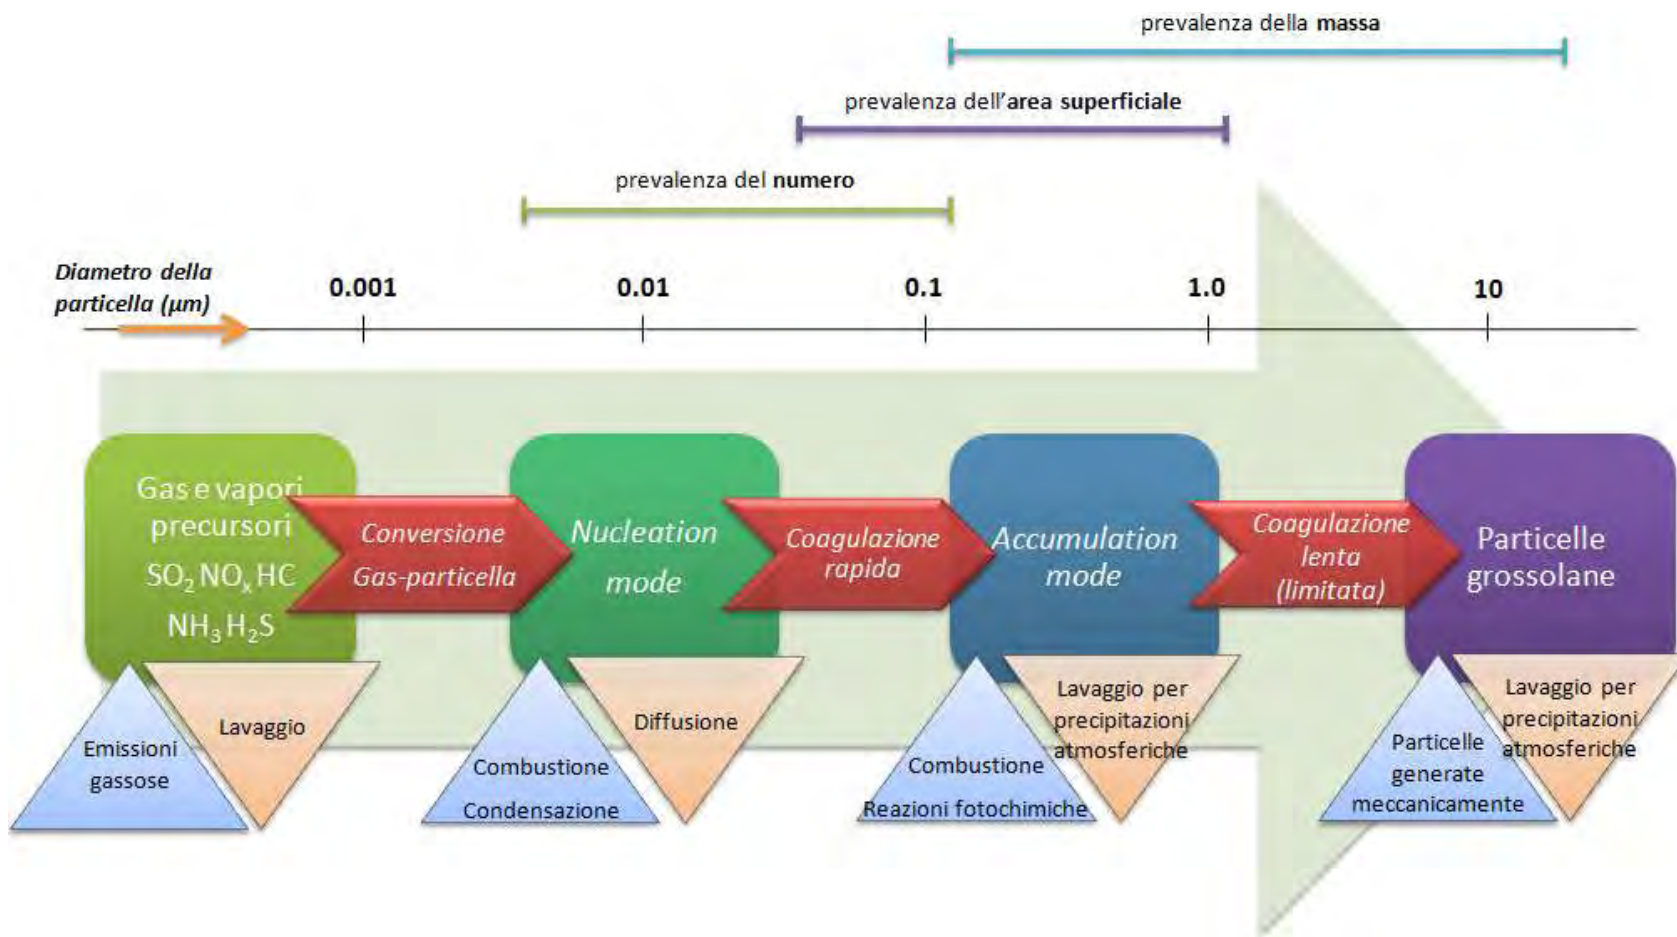 prevalenza della massa
prevalenza dell'area superficiale
prevalenza del numero
Diametro della
particella (µm)
0.001
0.01
0.1
1.0
10
Gas e vapori
precursori
SO₂ NOₓ HC
NH₃ H₂S
Conversione
Gas-particella
Nucleation
mode
Coagulazione
rapida
Accumulation
mode
Coagulazione
lenta
(limitata)
Particelle
grossolane
Emissioni
gassose
Lavaggio
Combustione
Condensazione
Diffusione
Combustione
Reazioni fotochimiche
Lavaggio per
precipitazioni
atmosferiche
Particelle
generate
meccanicamente
Lavaggio per
precipitazioni
atmosferiche